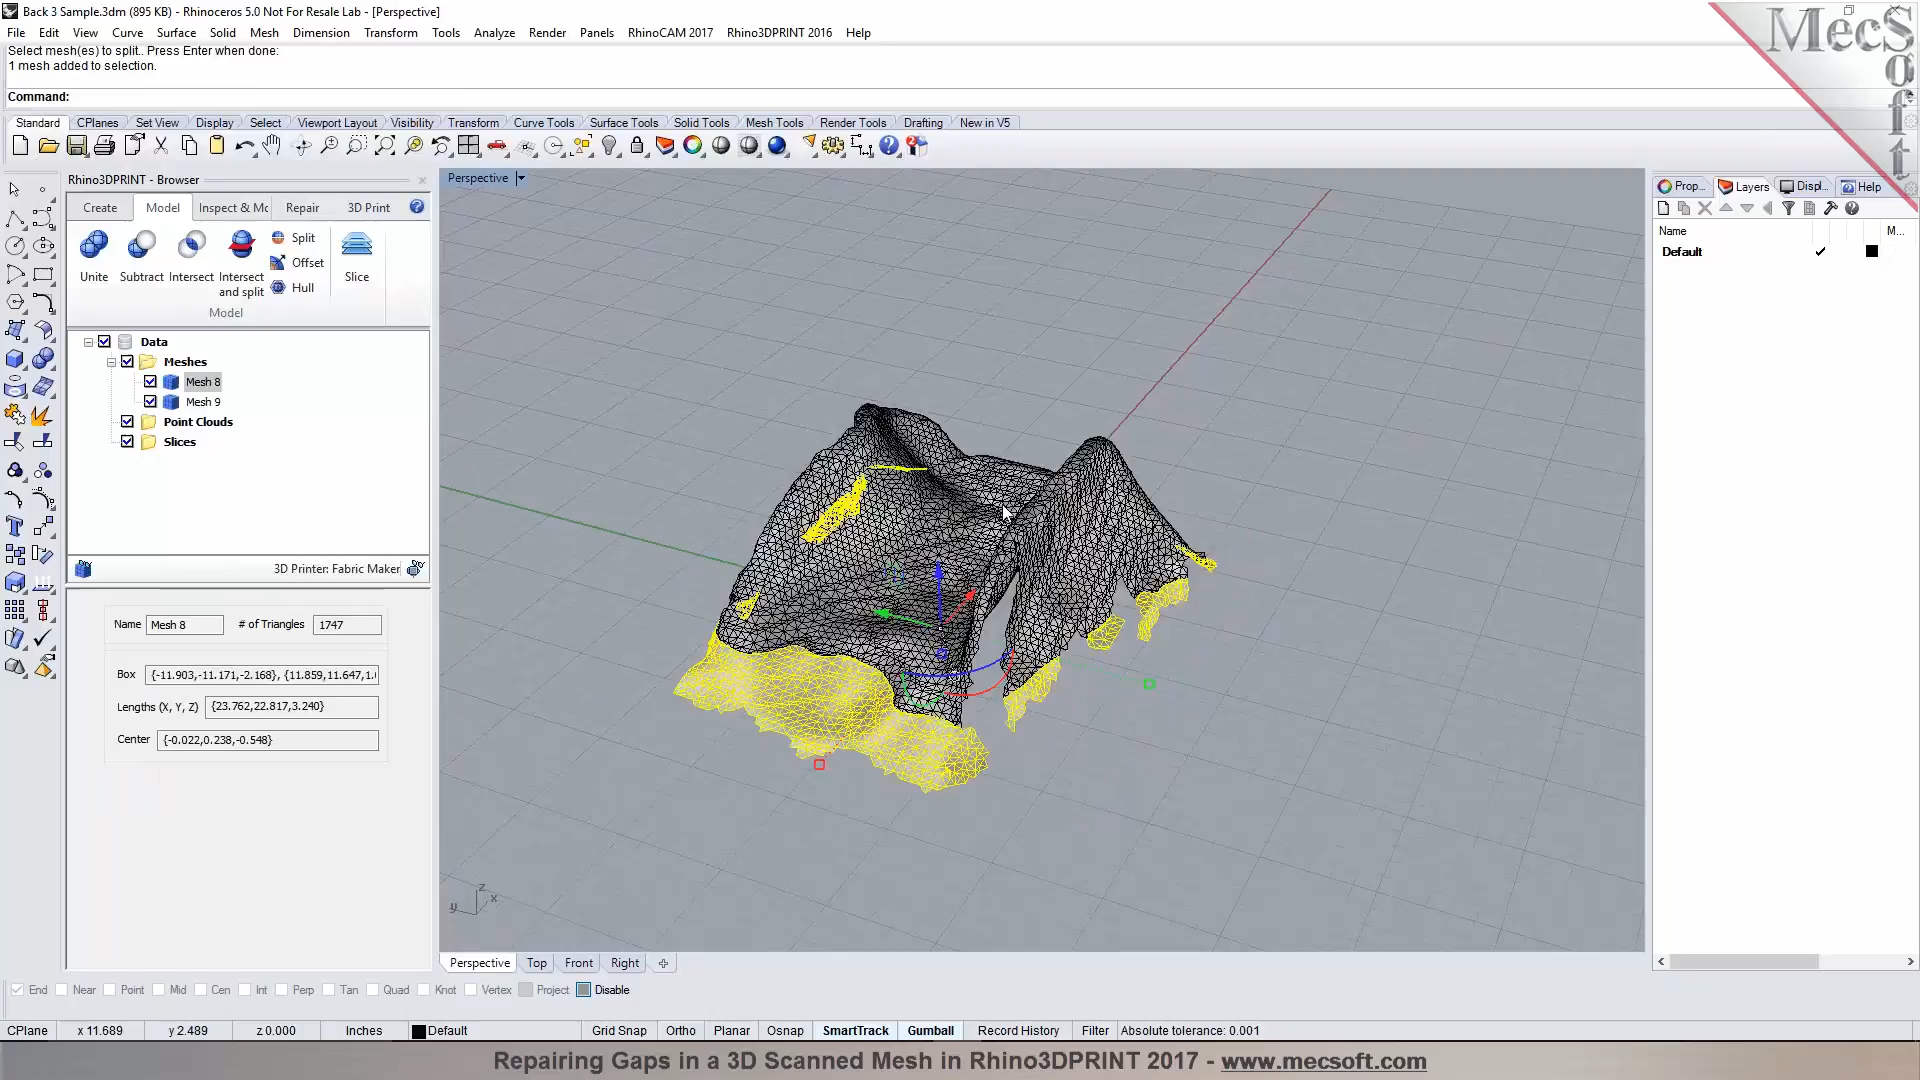 Back 3 Sample.3dm (895 KB) - Rhinoceros 5.0 Not For Resale Lab - [Perspective]
File Edit View Curve Surface Solid Mesh Dimension Transform Tools Analyze Render Panels RhinoCAM 2017 Rhino3DPRINT 2016 Help
Select mesh(es) to split.. Press Enter when done:
1 mesh added to selection.
Command:
MecSoft
Standard CPlanes Set View Display Select Viewport Layout Visibility Transform Curve Tools Surface Tools Solid Tools Mesh Tools Render Tools Drafting New in V5
Rhino3DPRINT - Browser
Create Model Inspect & Mc Repair 3D Print
Unite Subtract Intersect Intersect and split Split Offset Hull Slice
Model
Data
Meshes
Mesh 8
Mesh 9
Point Clouds
Slices
3D Printer: Fabric Maker
Name Mesh 8 # of Triangles 1747
Box {-11.903,-11.171,-2.168}, {11.859,11.647,1.
Lengths (X, Y, Z) {23.762,22.817,3.240}
Center {-0.022,0.238,-0.548}
Perspective
z
y x
Prop... Layers Displ... Help
Name M...
Default
Perspective Top Front Right
End Near Point Mid Cen Int Perp Tan Quad Knot Vertex Project Disable
CPlane x 11.689 y 2.489 z 0.000 Inches Default Grid Snap Ortho Planar Osnap SmartTrack Gumball Record History Filter Absolute tolerance: 0.001
Repairing Gaps in a 3D Scanned Mesh in Rhino3DPRINT 2017 - www.mecsoft.com